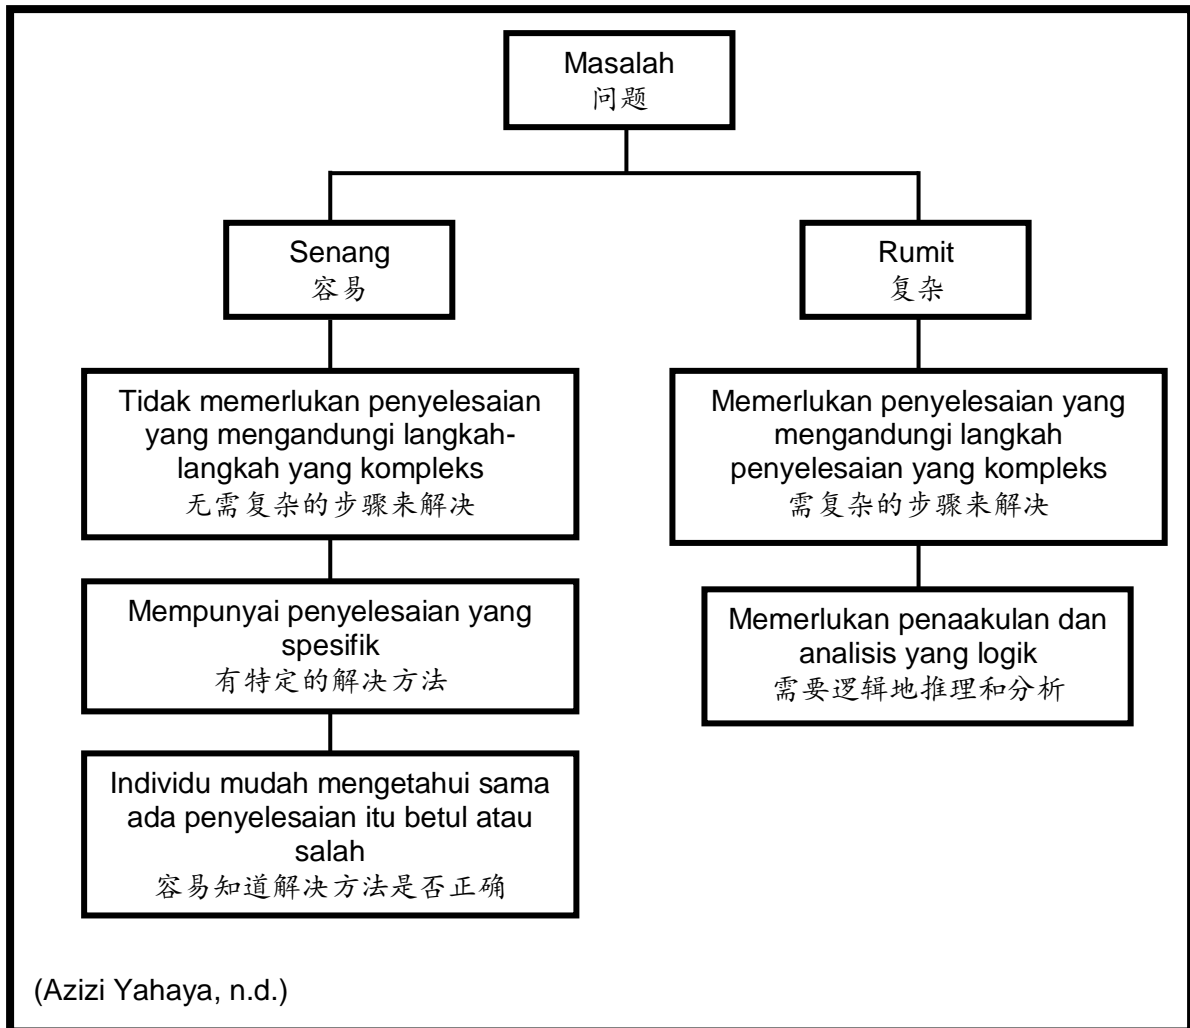 Masalah
问题
Senang
容易
Rumit
复杂
Tidak memerlukan penyelesaian
yang mengandungi langkah-
langkah yang kompleks
无需复杂的步骤来解决
Memerlukan penyelesaian yang
mengandungi langkah
penyelesaian yang kompleks
需复杂的步骤来解决
Mempunyai penyelesaian yang
spesifik
有特定的解决方法
Memerlukan penaakulan dan
analisis yang logik
需要逻辑地推理和分析
Individu mudah mengetahui sama
ada penyelesaian itu betul atau
salah
容易知道解决方法是否正确
(Azizi Yahaya, n.d.)